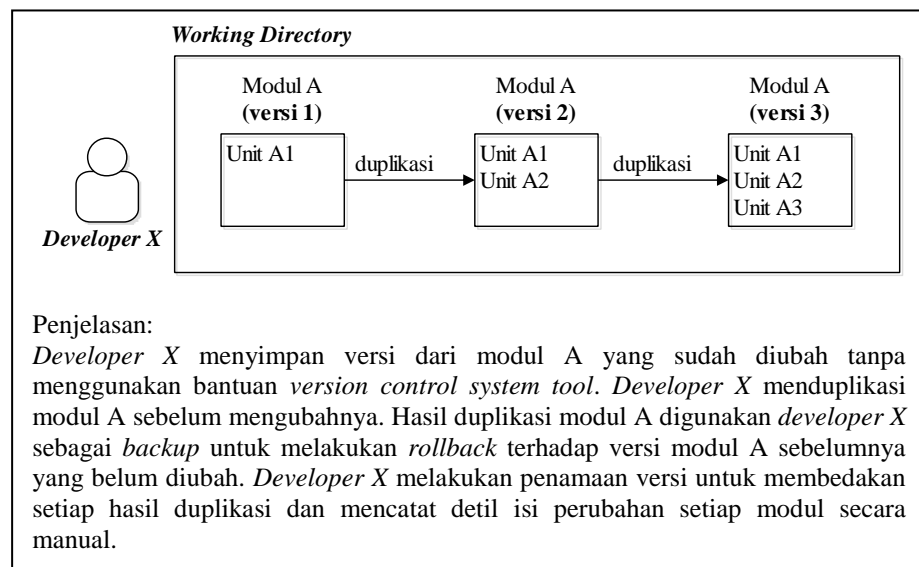 Working Directory
Modul A
(versi 1)
Modul A
(versi 2)
Modul A
(versi 3)
Unit A1
duplikasi
Unit A1
Unit A2
duplikasi
Unit A1
Unit A2
Unit A3
Developer X
Penjelasan:
Developer X menyimpan versi dari modul A yang sudah diubah tanpa
menggunakan bantuan version control system tool. Developer X menduplikasi
modul A sebelum mengubahnya. Hasil duplikasi modul A digunakan developer X
sebagai backup untuk melakukan rollback terhadap versi modul A sebelumnya
yang belum diubah. Developer X melakukan penamaan versi untuk membedakan
setiap hasil duplikasi dan mencatat detil isi perubahan setiap modul secara
manual.